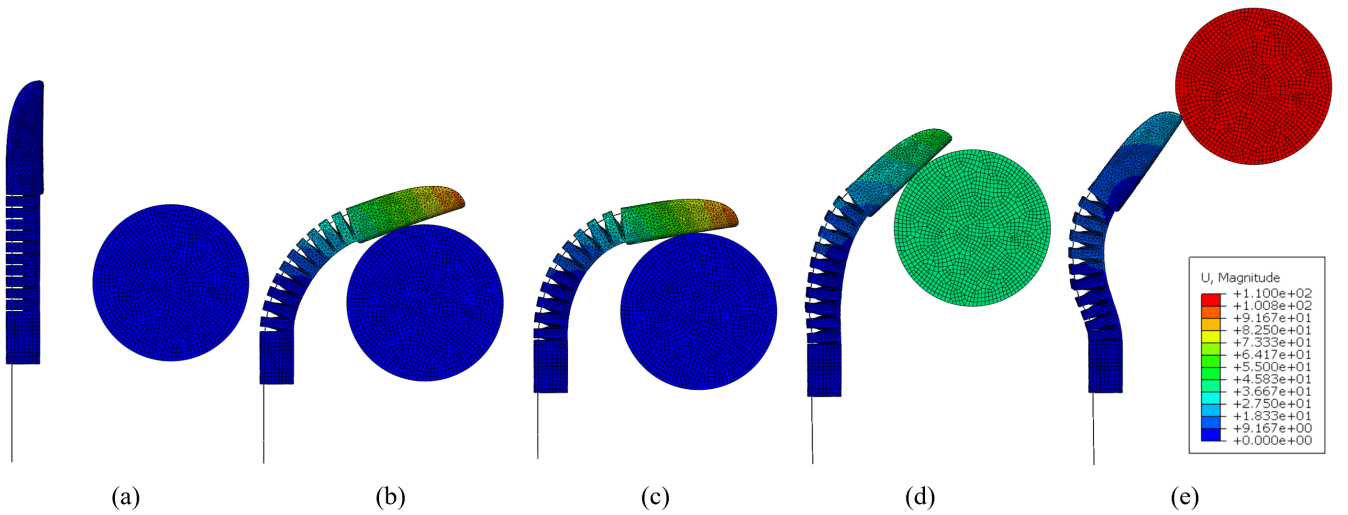 U, Magnitude
+1.100e+02
+1.008e+02
+9.167e+01
+8.250e+01
+7.333e+01
+6.417e+01
+5.500e+01
+4.583e+01
+3.667e+01
+2.750e+01
+1.833e+01
+9.167e+00
+0.000e+00
(a)
(b)
(c)
(d)
(e)